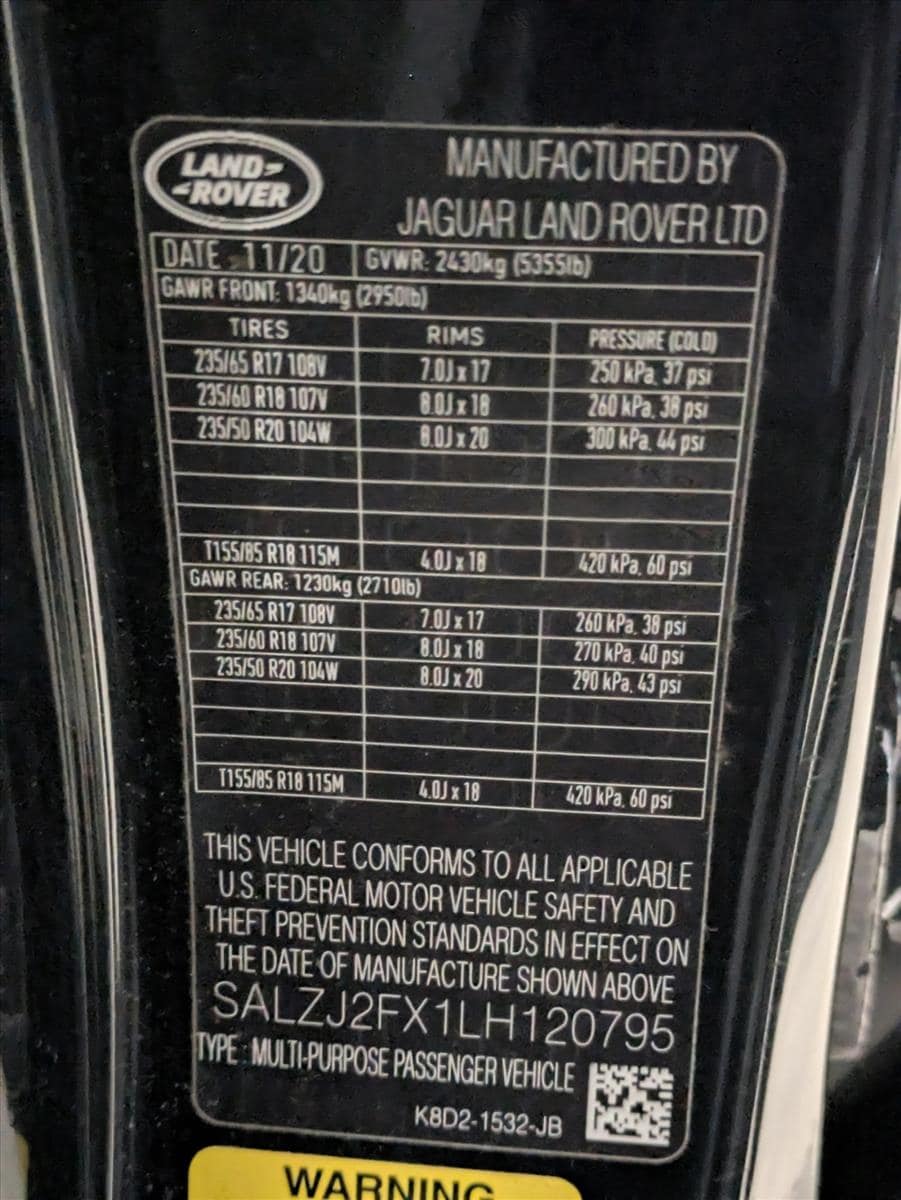 LAND-
-ROVER
MANUFACTURED BY
JAGUAR LAND ROVER LTD
DATE 11/20 GVWR: 2430kg (5355lb)
GAWR FRONT: 1340kg (2950lb)
TIRES RIMS PRESSURE (COLD)
235/65 R17 108V 7.0J x 17 250 kPa, 37 psi
235/60 R18 107V 8.0J x 18 260 kPa, 38 psi
235/50 R20 104W 8.0J x 20 300 kPa, 44 psi
T155/85 R18 115M 4.0J x 18 420 kPa, 60 psi
GAWR REAR: 1230kg (2710lb)
235/65 R17 108V 7.0J x 17 260 kPa, 38 psi
235/60 R18 107V 8.0J x 18 270 kPa, 40 psi
235/50 R20 104W 8.0J x 20 290 kPa, 43 psi
T155/85 R18 115M 4.0J x 18 420 kPa, 60 psi
THIS VEHICLE CONFORMS TO ALL APPLICABLE
U.S. FEDERAL MOTOR VEHICLE SAFETY AND
THEFT PREVENTION STANDARDS IN EFFECT ON
THE DATE OF MANUFACTURE SHOWN ABOVE
SALZJ2FX1LH120795
TYPE : MULTI-PURPOSE PASSENGER VEHICLE
K8D2-1532-JB
WARNING